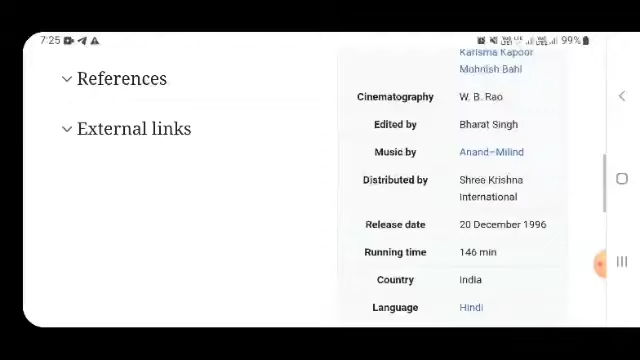 7:25 99%
References
External links
Karisma Kapoor
Mohnish Bahl
Cinematography W. B. Rao
Edited by Bharat Singh
Music by Anand–Milind
Distributed by Shree Krishna
International
Release date 20 December 1996
Running time 146 min
Country India
Language Hindi